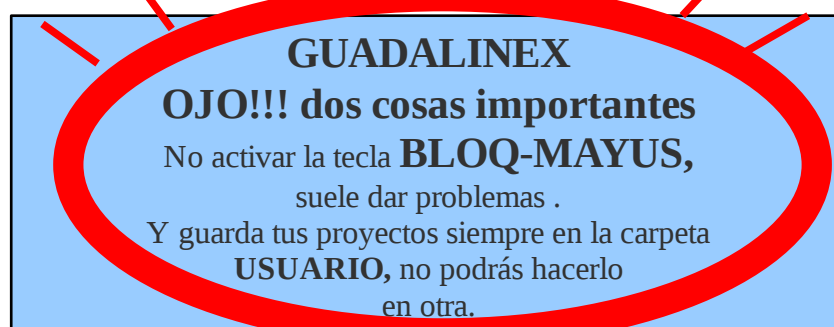 GUADALINEX
OJO!!! dos cosas importantes
No activar la tecla BLOQ-MAYUS,
suele dar problemas .
Y guarda tus proyectos siempre en la carpeta
USUARIO, no podrás hacerlo
en otra.